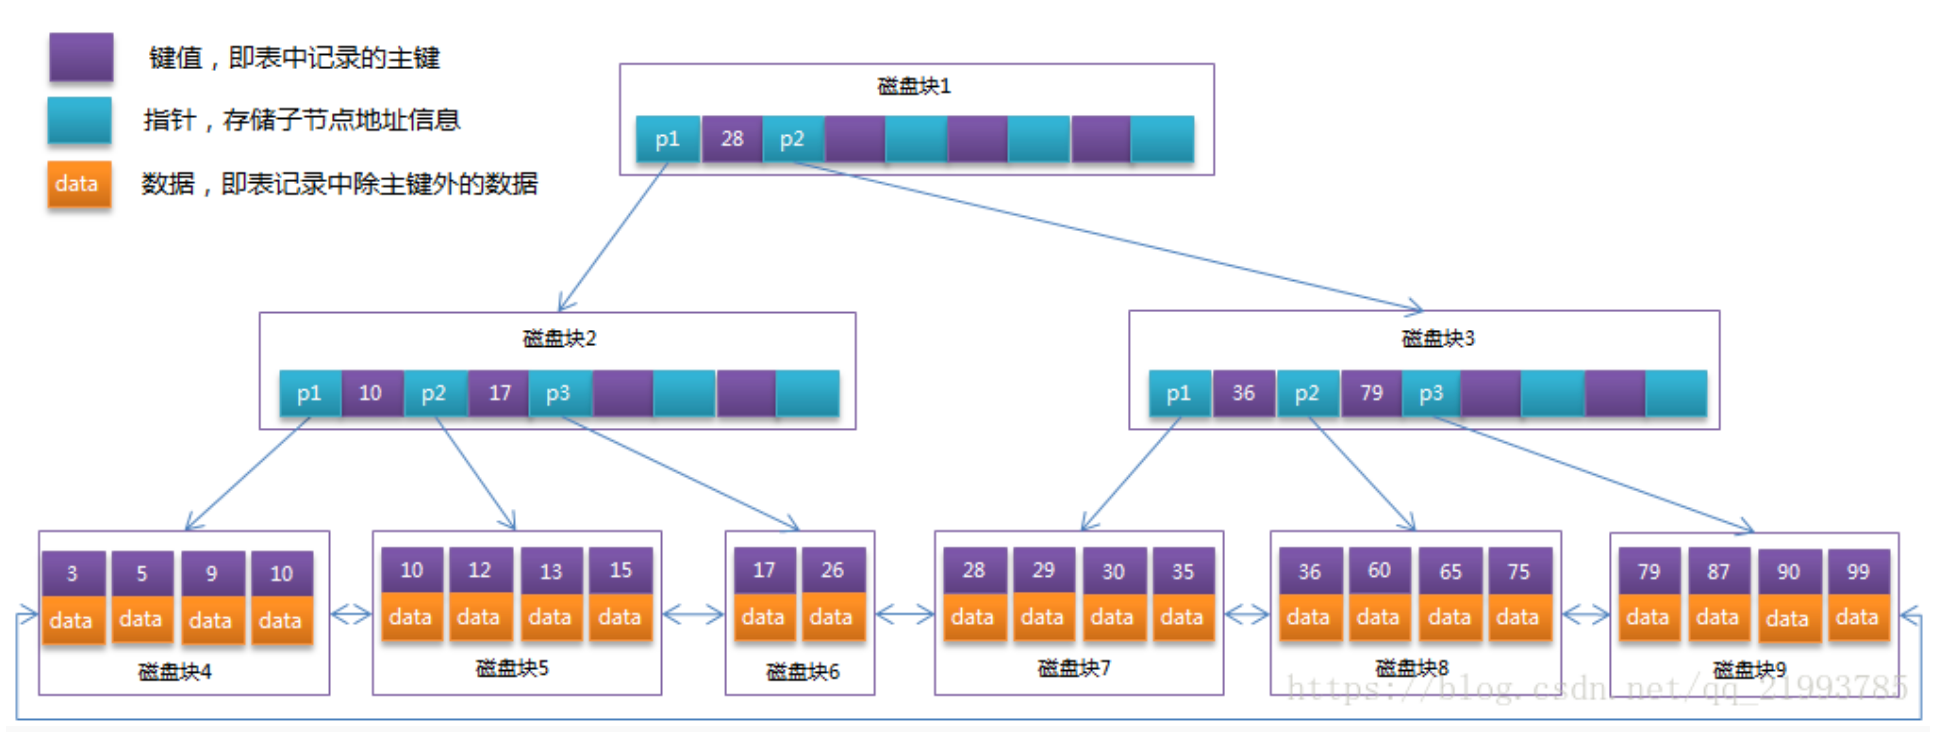 键值，即表中记录的主键
指针，存储子节点地址信息
data 数据，即表记录中除主键外的数据
磁盘块1
p1 28 p2
磁盘块2
p1 10 p2 17 p3
磁盘块3
p1 36 p2 79 p3
3 5 9 10
data data data data
磁盘块4
10 12 13 15
data data data data
磁盘块5
17 26
data data
磁盘块6
28 29 30 35
data data data data
磁盘块7
36 60 65 75
data data data data
磁盘块8
79 87 90 99
data data data data
磁盘块9
https://blog.csdn.net/qq_21993785